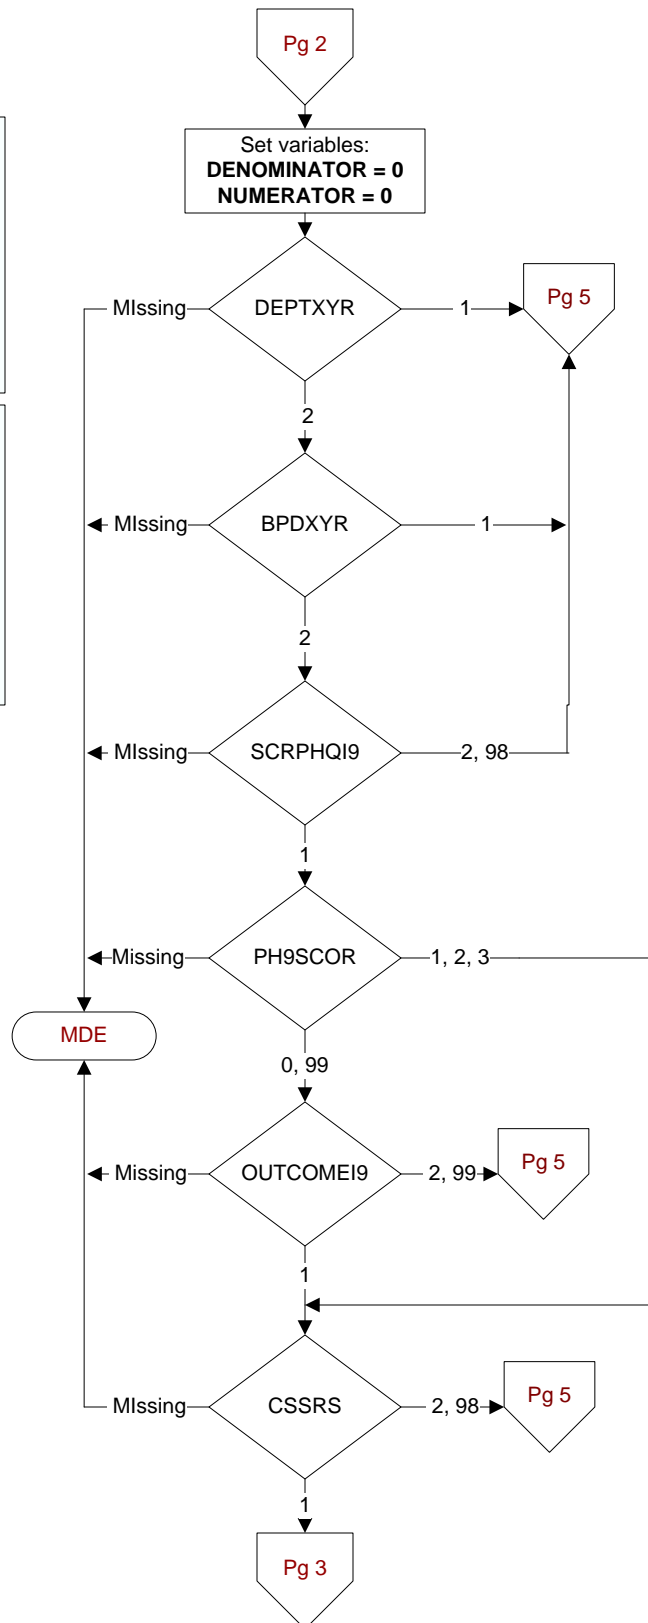 Pg 2
Set variables:
DENOMINATOR = 0
NUMERATOR = 0
MIssing
DEPTXYR
1
Pg 5
2
MIssing
BPDXYR
1
2
MIssing
SCRPHQI9
2, 98
1
Missing
PH9SCOR
1, 2, 3
MDE
0, 99
Missing
OUTCOMEI9
2, 99
Pg 5
1
MIssing
CSSRS
2, 98
Pg 5
1
Pg 3